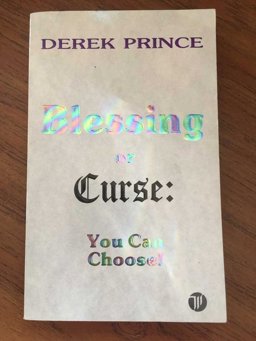 DEREK PRINCE
Blessing
or
Curse:
You Can
Choose!